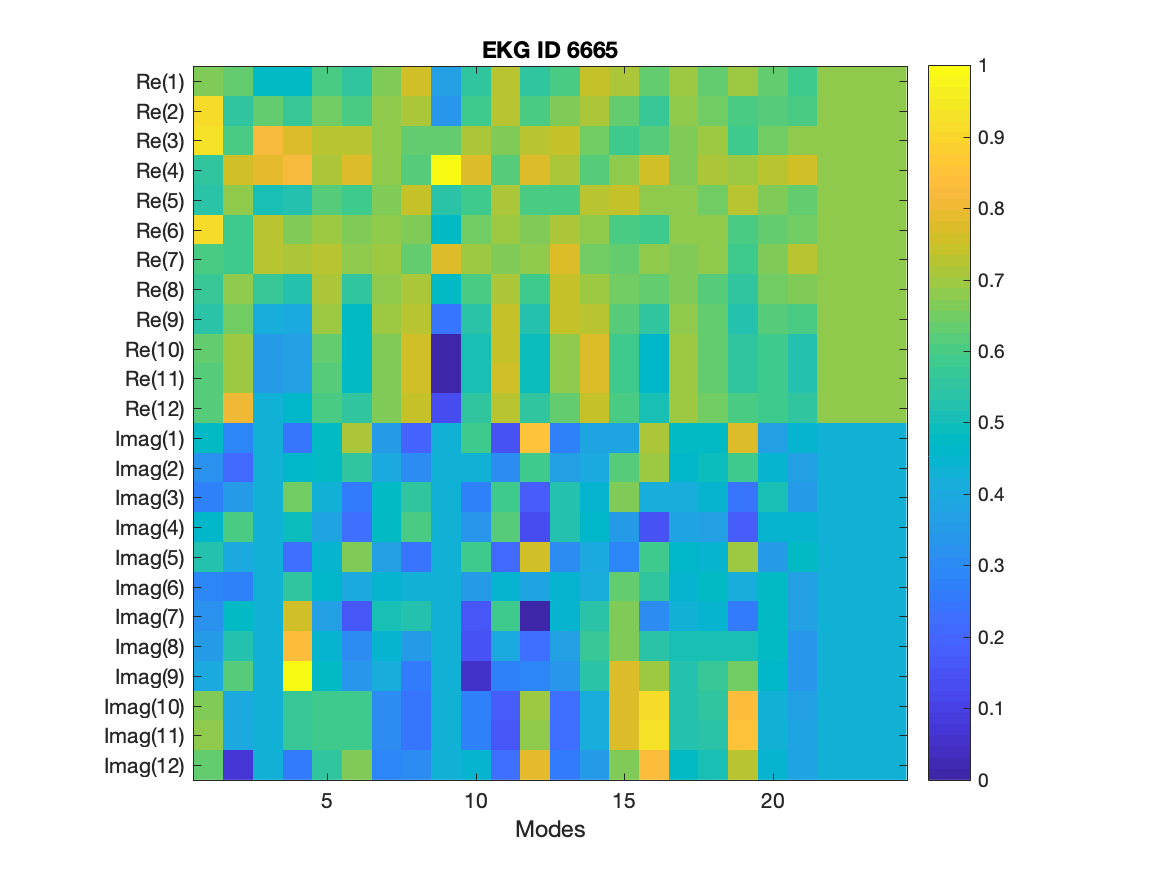 EKG ID 6665
Re(1)
Re(2)
Re(3)
Re(4)
Re(5)
Re(6)
Re(7)
Re(8)
Re(9)
Re(10)
Re(11)
Re(12)
Imag(1)
Imag(2)
Imag(3)
Imag(4)
Imag(5)
Imag(6)
Imag(7)
Imag(8)
Imag(9)
Imag(10)
Imag(11)
Imag(12)
5 10 15 20
Modes
1
0.9
0.8
0.7
0.6
0.5
0.4
0.3
0.2
0.1
0